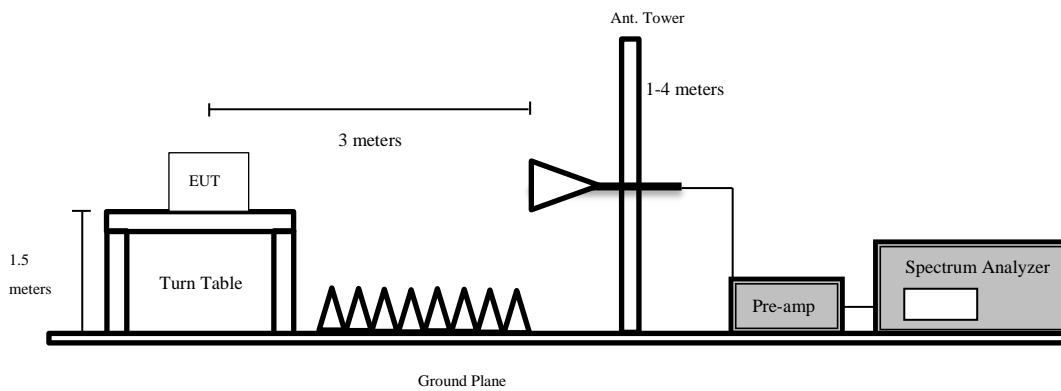 Ant. Tower
1-4 meters
3 meters
EUT
1.5
meters
Turn Table
Spectrum Analyzer
Pre-amp
Ground Plane